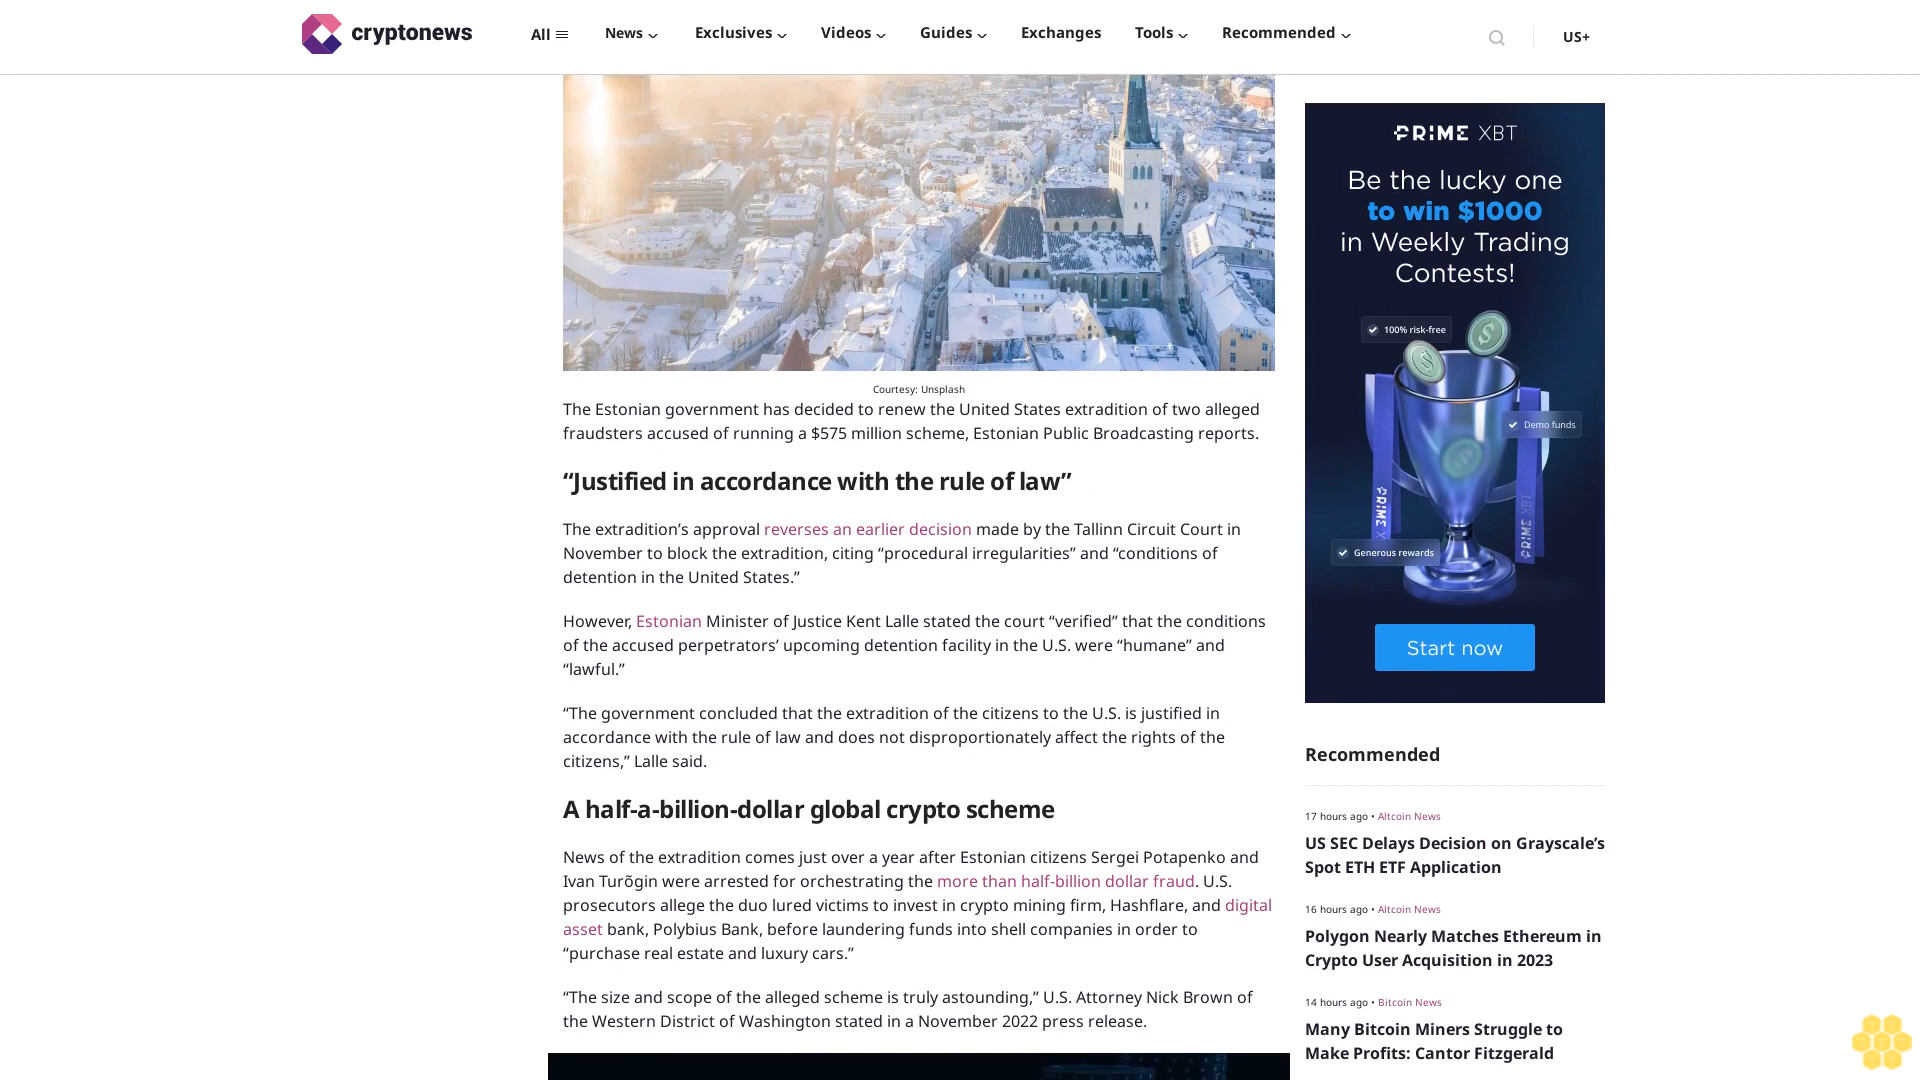 cryptonews
All
News
Exclusives
Videos
Guides
Exchanges
Tools
Recommended
US+
Courtesy: Unsplash
The Estonian government has decided to renew the United States extradition of two alleged
fraudsters accused of running a $575 million scheme, Estonian Public Broadcasting reports.
“Justified in accordance with the rule of law”
The extradition’s approval reverses an earlier decision made by the Tallinn Circuit Court in
November to block the extradition, citing “procedural irregularities” and “conditions of
detention in the United States.”
However, Estonian Minister of Justice Kent Lalle stated the court “verified” that the conditions
of the accused perpetrators’ upcoming detention facility in the U.S. were “humane” and
“lawful.”
“The government concluded that the extradition of the citizens to the U.S. is justified in
accordance with the rule of law and does not disproportionately affect the rights of the
citizens,” Lalle said.
A half-a-billion-dollar global crypto scheme
News of the extradition comes just over a year after Estonian citizens Sergei Potapenko and
Ivan Turõgin were arrested for orchestrating the more than half-billion dollar fraud. U.S.
prosecutors allege the duo lured victims to invest in crypto mining firm, Hashflare, and digital
asset bank, Polybius Bank, before laundering funds into shell companies in order to
“purchase real estate and luxury cars.”
“The size and scope of the alleged scheme is truly astounding,” U.S. Attorney Nick Brown of
the Western District of Washington stated in a November 2022 press release.
PRIME XBT
Be the lucky one
to win $1000
in Weekly Trading
Contests!
100% risk-free
Demo funds
PRIME X
PRIME XBT
Generous rewards
Start now
Recommended
17 hours ago • Altcoin News
US SEC Delays Decision on Grayscale’s
Spot ETH ETF Application
16 hours ago • Altcoin News
Polygon Nearly Matches Ethereum in
Crypto User Acquisition in 2023
14 hours ago • Bitcoin News
Many Bitcoin Miners Struggle to
Make Profits: Cantor Fitzgerald